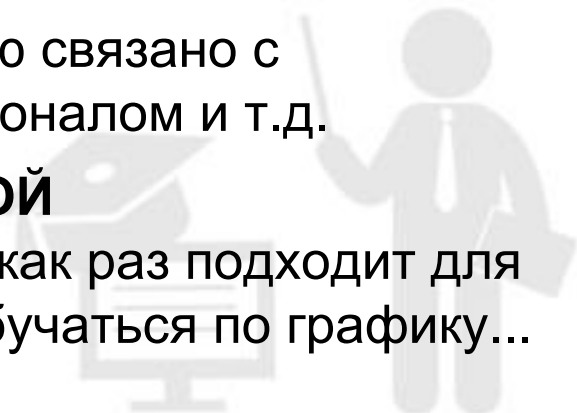 о связано с
оналом и т.д.
ой
как раз подходит для
бучаться по графику...